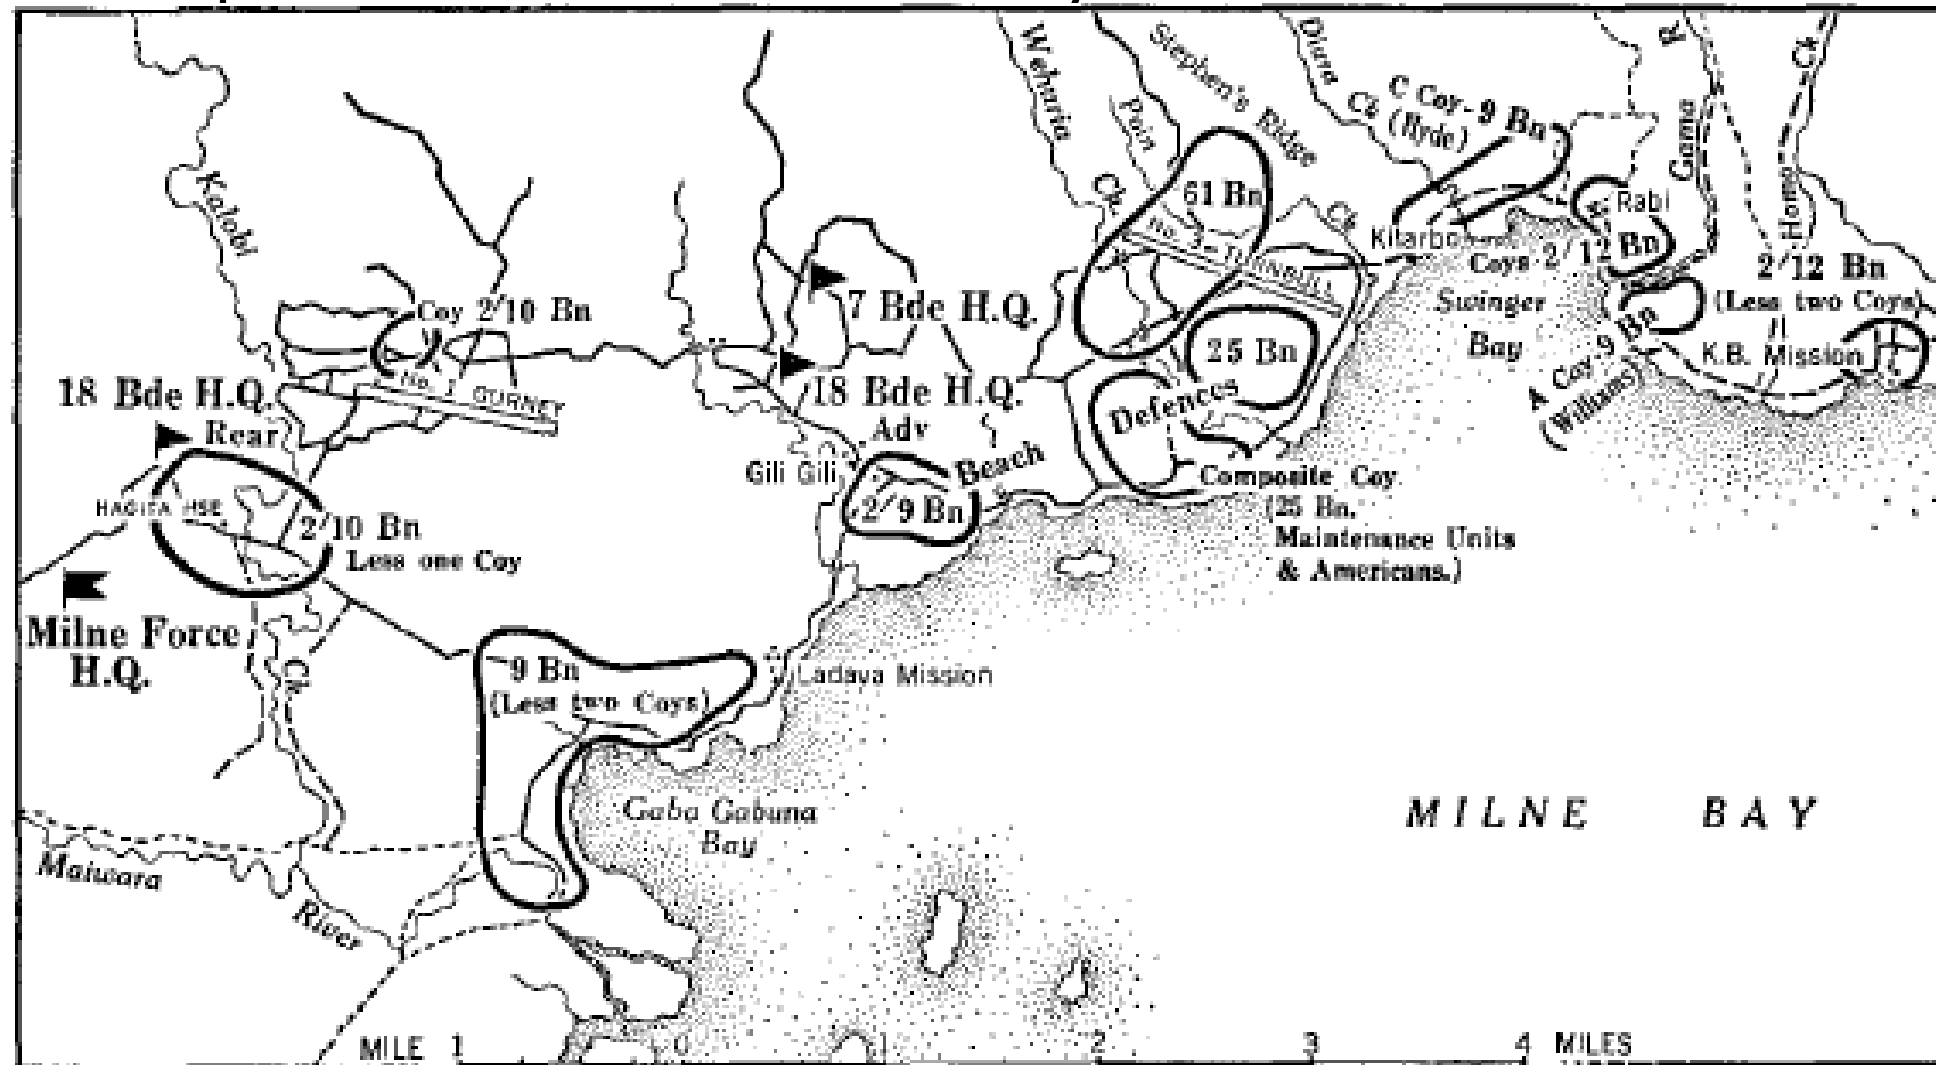 Wehuria
Ck.
Poin
Stephen's Ridge
Diura
Ck
C Coy-9 Bn
(Hyde)
R
Gama
Ck
Homo
Kalobi
61 Bn
Rabi
Kilarbo
Coys 2/12 Bn
2/12 Bn
(Less two Coys)
Ck
No. 3 TURNBULL
7 Bde H.Q.
Coy 2/10 Bn
Swinger
Bay
25 Bn
A Coy 9 Bn
(Williams)
K.B. Mission
18 Bde H.Q.
Rear
No. 1 GURNEY
18 Bde H.Q.
Adv
Beach
Defences
Gili Gili
2/9 Bn
Composite Coy
(25 Bn.
Maintenance Units
& Americans.)
HAGITA HSE
2/10 Bn
Less one Coy
Milne Force
H.Q.
Ck.
9 Bn
(Less two Coys)
Ladava Mission
Gaba Gabuna
Bay
MILNE BAY
Maiwara
River
MILE 1 0 1 2 3 4 MILES